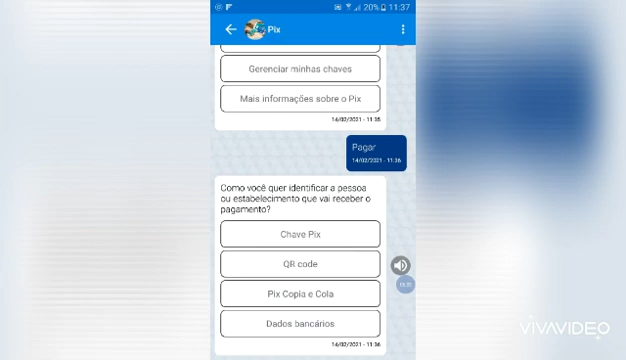 20% 11:37
Pix
Gerenciar minhas chaves
Mais informações sobre o Pix
14/02/2021 - 11:35
Pagar
14/02/2021 - 11:36
Como você quer identificar a pessoa
ou estabelecimento que vai receber o
pagamento?
Chave Pix
QR code
Pix Copia e Cola
Dados bancários
14/02/2021 - 11:36
VIVAVIDEO